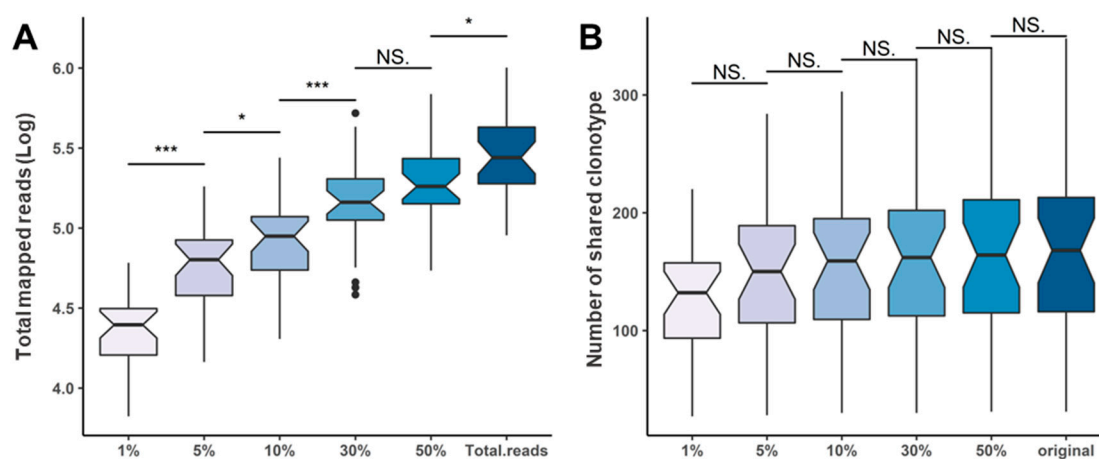 A
Total mapped reads (Log)
6.0
5.5
5.0
4.5
4.0
***
*
***
NS.
*
1%
5%
10%
30%
50%
Total.reads
B
Number of shared clonotype
300
200
100
NS.
NS.
NS.
NS.
NS.
1%
5%
10%
30%
50%
original